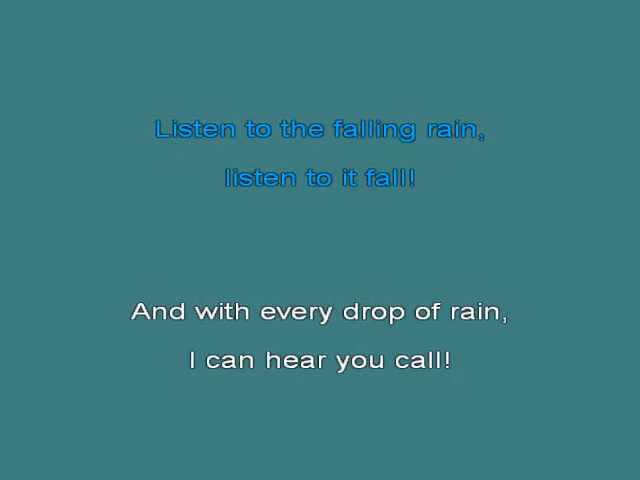 Listen to the falling rain,
listen to it fall!
And with every drop of rain,
I can hear you call!